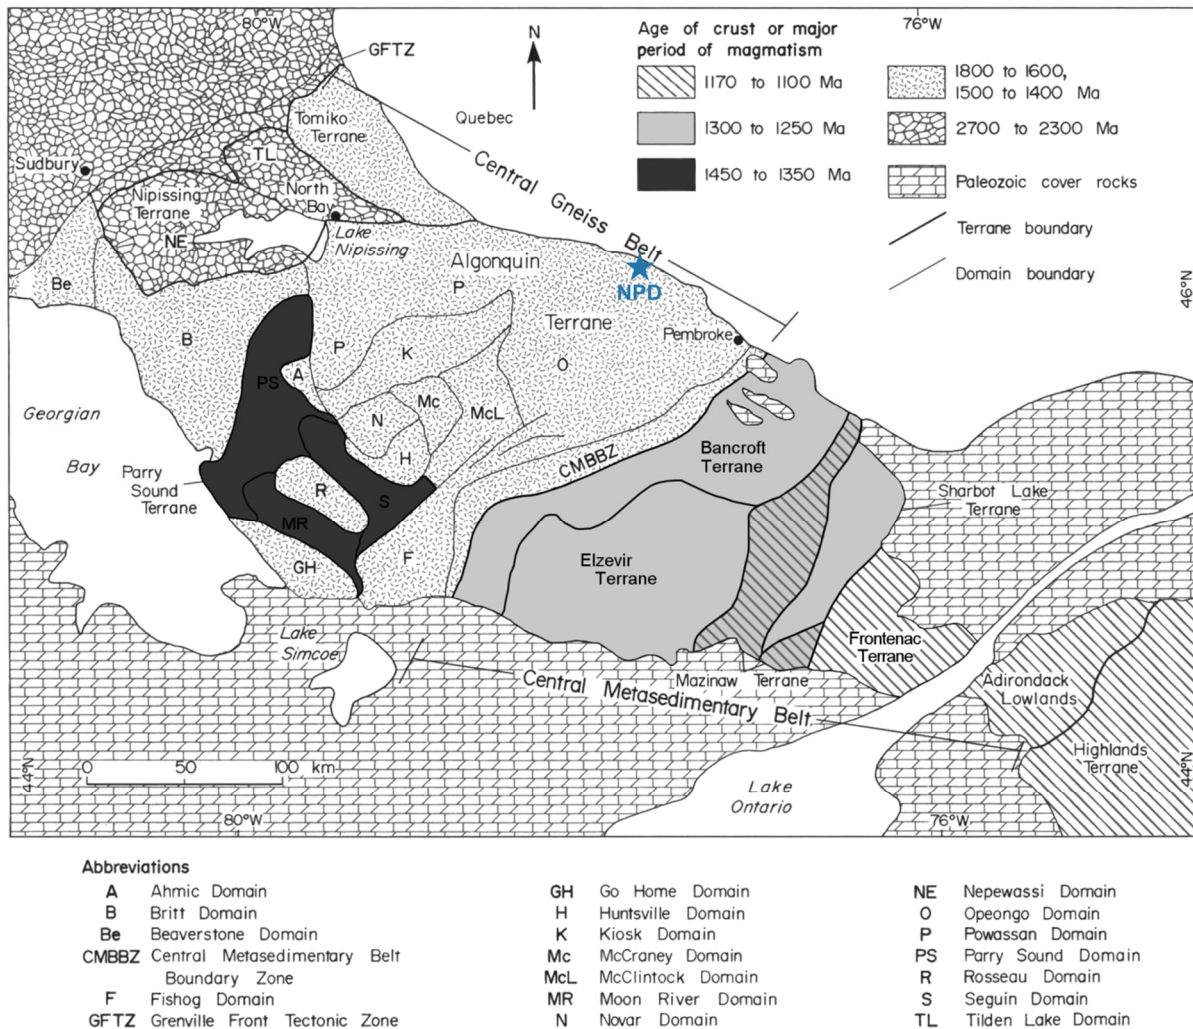 80°W
76°W
GFTZ
N
Quebec
Age of crust or major
period of magmatism
1170 to 1100 Ma
1300 to 1250 Ma
1450 to 1350 Ma
1800 to 1600,
1500 to 1400 Ma
2700 to 2300 Ma
Paleozoic cover rocks
Terrane boundary
Domain boundary
Tomiko
Terrane
Sudbury
TL
Nipissing
Terrane
North
Bay
NE
Lake
Nipissing
Central Gneiss Belt
Be
Algonquin
P
Terrane
NPD
46°N
Pembroke
B
P
K
O
PS
A
Mc
McL
N
H
Georgian
Bay
Parry
Sound
Terrane
R
S
MR
GH
F
CMBBZ
Bancroft
Terrane
Sharbot Lake
Terrane
Elzevir
Terrane
Frontenac
Terrane
Lake
Simcoe
Mazinaw Terrane
Central Metasedimentary Belt
Adirondack
Lowlands
Highlands
Terrane
44°N
0 50 100 km
Lake
Ontario
44°N
80°W
76°W
Abbreviations
A Ahmic Domain
B Britt Domain
Be Beaverstone Domain
CMBBZ Central Metasedimentary Belt
Boundary Zone
F Fishog Domain
GFTZ Grenville Front Tectonic Zone
GH Go Home Domain
H Huntsville Domain
K Kiosk Domain
Mc McCraney Domain
McL McClintock Domain
MR Moon River Domain
N Novar Domain
NE Nepewassi Domain
O Opeongo Domain
P Powassan Domain
PS Parry Sound Domain
R Rosseau Domain
S Seguin Domain
TL Tilden Lake Domain